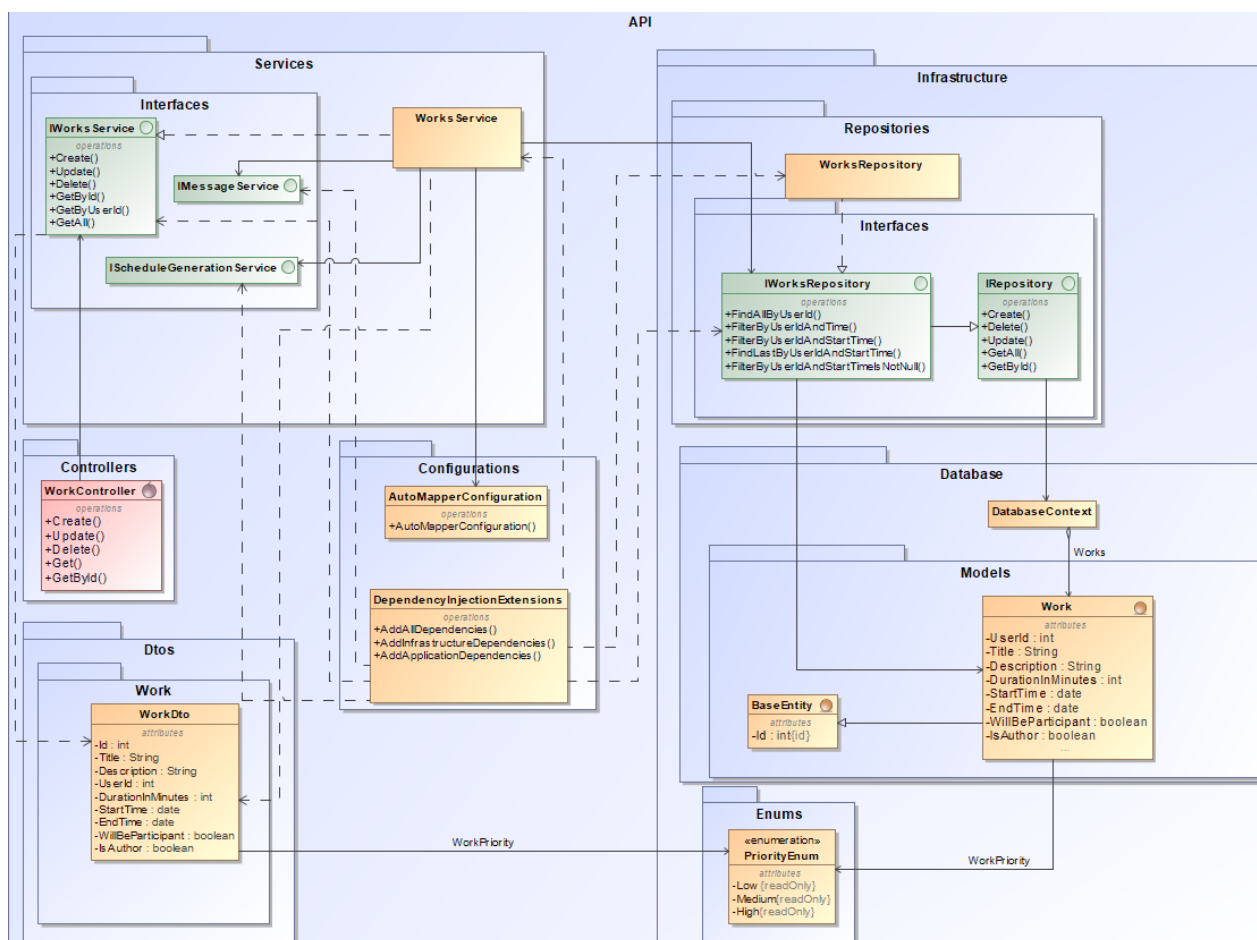 API
Services
Interfaces
IWorksService
operations
+Create()
+Update()
+Delete()
+GetById()
+GetByUserId()
+GetAll()
IMessageService
IScheduleGenerationService
WorksService
Infrastructure
Repositories
WorksRepository
Interfaces
IWorksRepository
operations
+FindAllByUserId()
+FilterByUserIdAndTime()
+FilterByUserIdAndStartTime()
+FindLastByUserIdAndStartTime()
+FilterByUserIdAndStartTimeIsNotNull()
IRepository
operations
+Create()
+Delete()
+Update()
+GetAll()
+GetById()
Controllers
WorkController
operations
+Create()
+Update()
+Delete()
+Get()
+GetById()
Configurations
AutoMapperConfiguration
operations
+AutoMapperConfiguration()
DependencyInjectionExtensions
operations
+AddAllDependencies()
+AddInfrastructureDependencies()
+AddApplicationDependencies()
Database
DatabaseContext
Works
Models
Work
attributes
-UserId : int
-Title : String
-Description : String
-DurationInMinutes : int
-StartTime : date
-EndTime : date
-WillBeParticipant : boolean
-IsAuthor : boolean
...
BaseEntity
attributes
-Id : int{id}
Dtos
Work
WorkDto
attributes
-Id : int
-Title : String
-Description : String
-UserId : int
-DurationInMinutes : int
-StartTime : date
-EndTime : date
-WillBeParticipant : boolean
-IsAuthor : boolean
WorkPriority
Enums
«enumeration»
PriorityEnum
attributes
-Low {readOnly}
-Medium{readOnly}
-High{readOnly}
WorkPriority